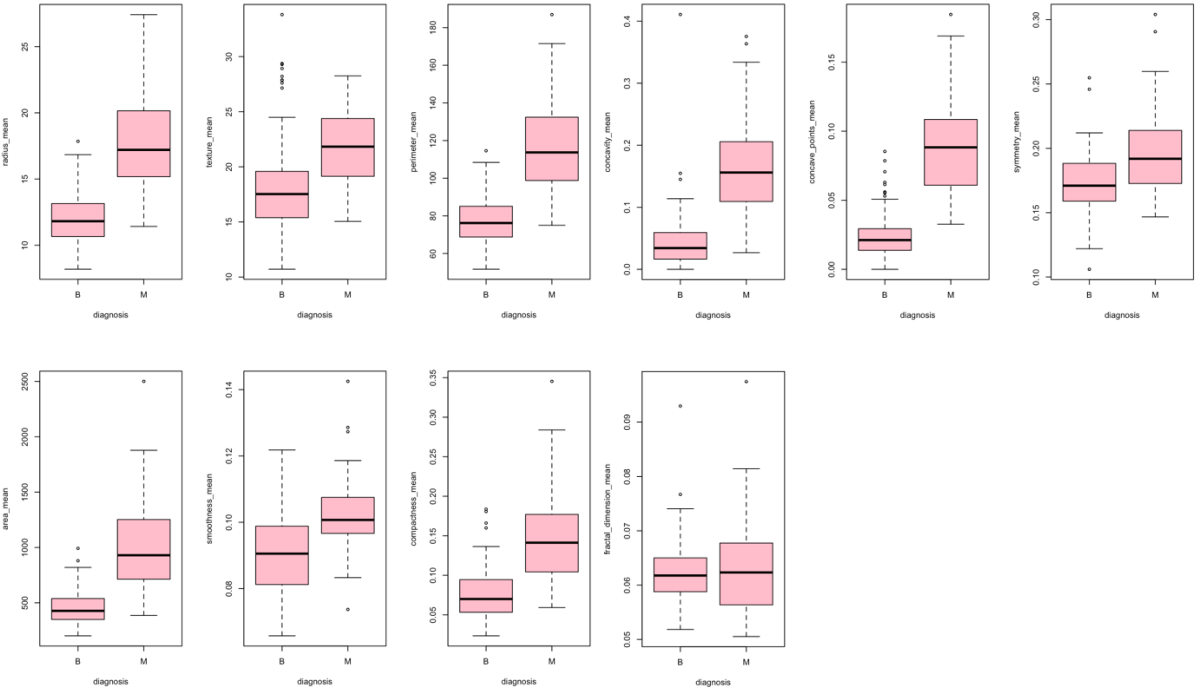 radius_mean
25
20
15
10
B M
diagnosis
texture_mean
30
25
20
15
10
B M
diagnosis
perimeter_mean
180
160
140
120
100
80
60
B M
diagnosis
concavity_mean
0.4
0.3
0.2
0.1
0.0
B M
diagnosis
concave_points_mean
0.15
0.10
0.05
0.00
B M
diagnosis
symmetry_mean
0.30
0.25
0.20
0.15
0.10
B M
diagnosis
area_mean
2500
2000
1500
1000
500
B M
diagnosis
smoothness_mean
0.14
0.12
0.10
0.08
B M
diagnosis
compactness_mean
0.35
0.30
0.25
0.20
0.15
0.10
0.05
B M
diagnosis
fractal_dimension_mean
0.09
0.08
0.07
0.06
0.05
B M
diagnosis